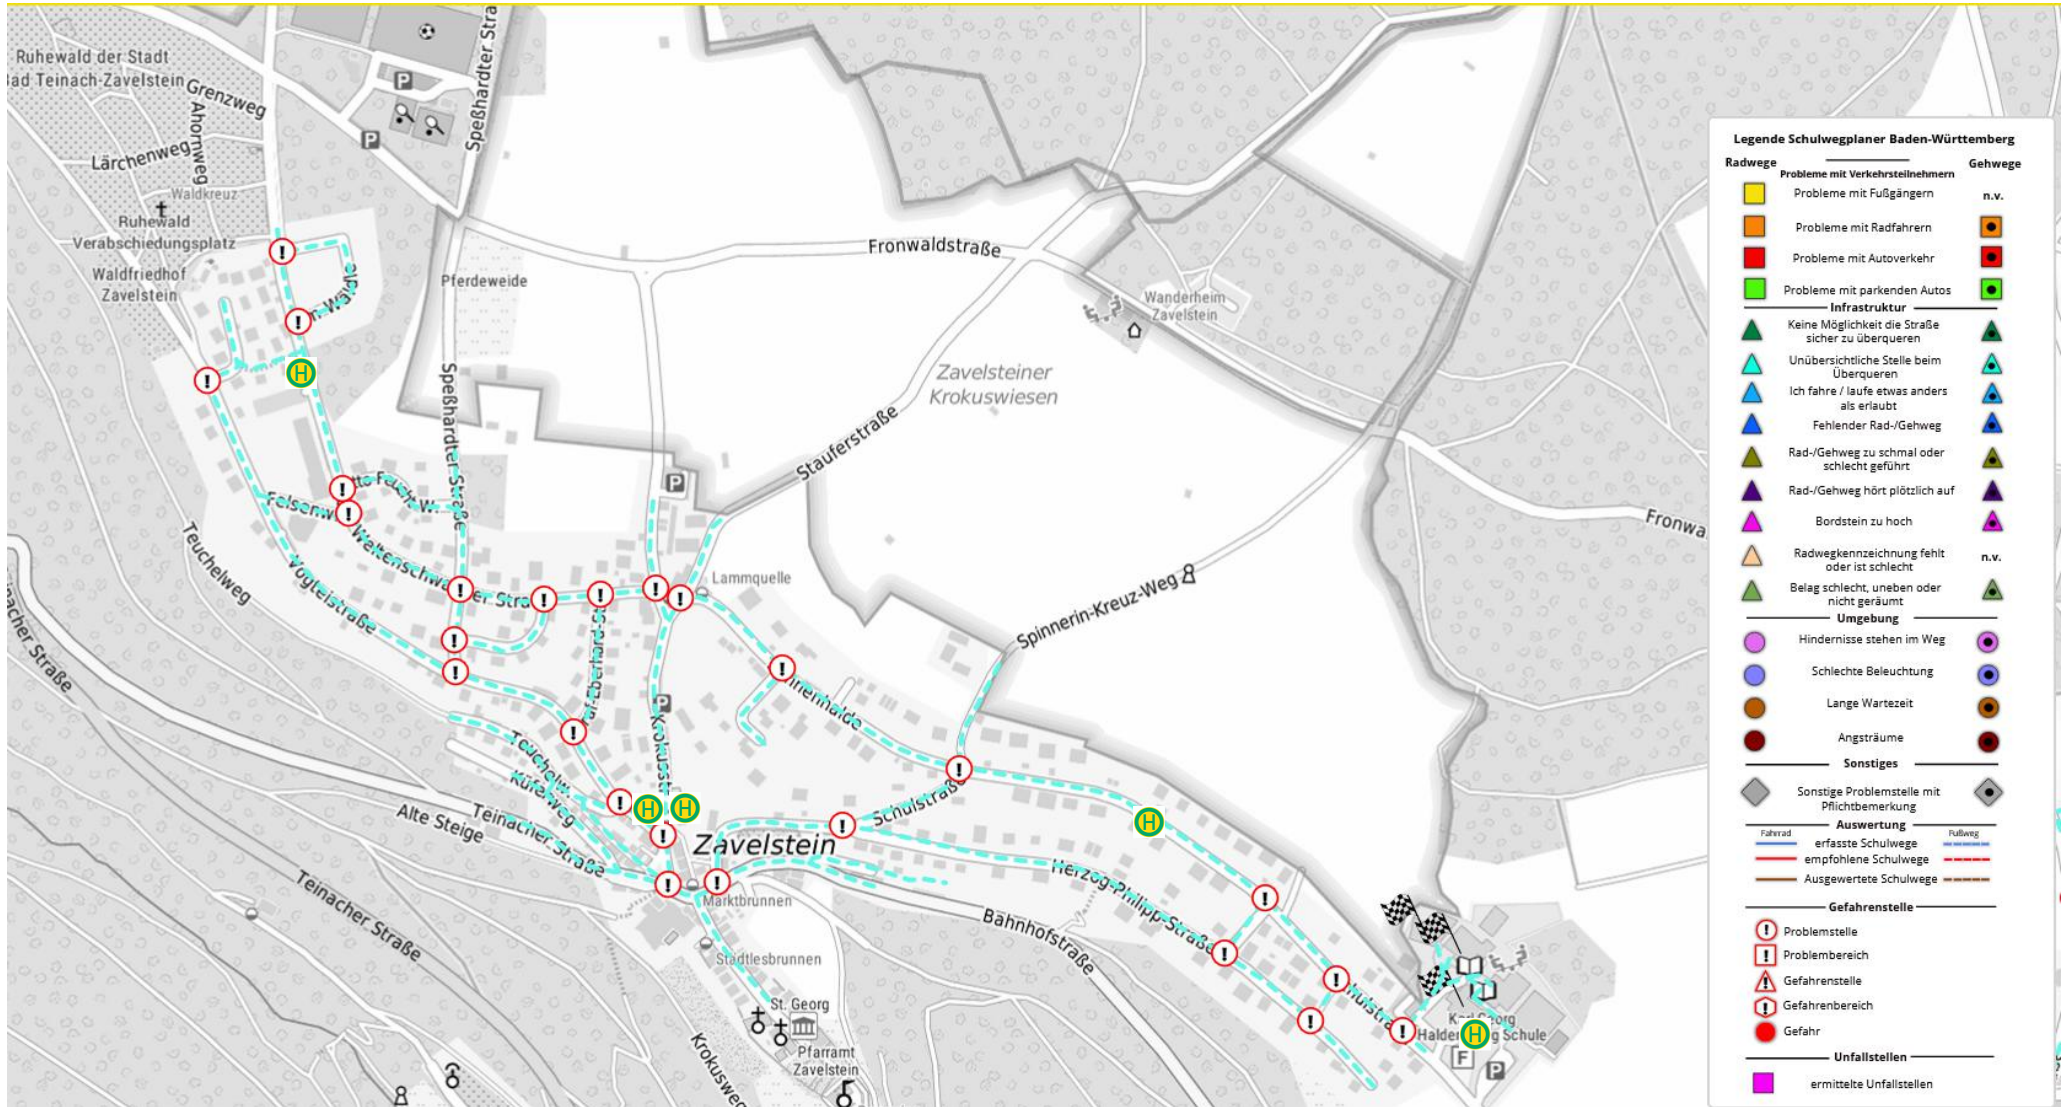 Ruhewald der Stadt
Bad Teinach-Zavelstein
Grenzweg
Ahornweg
Lärchenweg
Waldkreuz
Ruhewald
Verabschiedungsplatz
Waldfriedhof
Zavelstein
P
P
Speßhardter Stra
Pferdeweide
Fronwaldstraße
Wanderheim
Zavelstein
Zavelsteiner
Krokuswiesen
H
Speßhardter Straße
Stauferstraße
P
Teuchelweg
Vogteistraße
Lammquelle
Spinnerin-Kreuz-Weg
Fronwa
P
Teinacher Straße
Alte Steige
Küferweg
Teinacher Straße
H
H
H
Schulstraße
Zavelstein
Herzog-Philipp-Straße
Marktbrunnen
Bahnhofstraße
Städtlesbrunnen
St. Georg
Pfarramt
Zavelstein
Krokusweg
H
Schule
F
P
Legende Schulwegplaner Baden-Württemberg
Radwege
Gehwege
Probleme mit Verkehrsteilnehmern
Probleme mit Fußgängern n.v.
Probleme mit Radfahrern
Probleme mit Autoverkehr
Probleme mit parkenden Autos
Infrastruktur
Keine Möglichkeit die Straße
sicher zu überqueren
Unübersichtliche Stelle beim
Überqueren
Ich fahre / laufe etwas anders
als erlaubt
Fehlender Rad-/Gehweg
Rad-/Gehweg zu schmal oder
schlecht geführt
Rad-/Gehweg hört plötzlich auf
Bordstein zu hoch
Radwegkennzeichnung fehlt
oder ist schlecht n.v.
Belag schlecht, uneben oder
nicht geräumt
Umgebung
Hindernisse stehen im Weg
Schlechte Beleuchtung
Lange Wartezeit
Angsträume
Sonstiges
Sonstige Problemstelle mit
Pflichtbemerkung
Auswertung
Fahrrad Fußweg
erfasste Schulwege
empfohlene Schulwege
Ausgewertete Schulwege
Gefahrenstelle
! Problemstelle
! Problembereich
! Gefahrenstelle
! Gefahrenbereich
Gefahr
Unfallstellen
ermittelte Unfallstellen